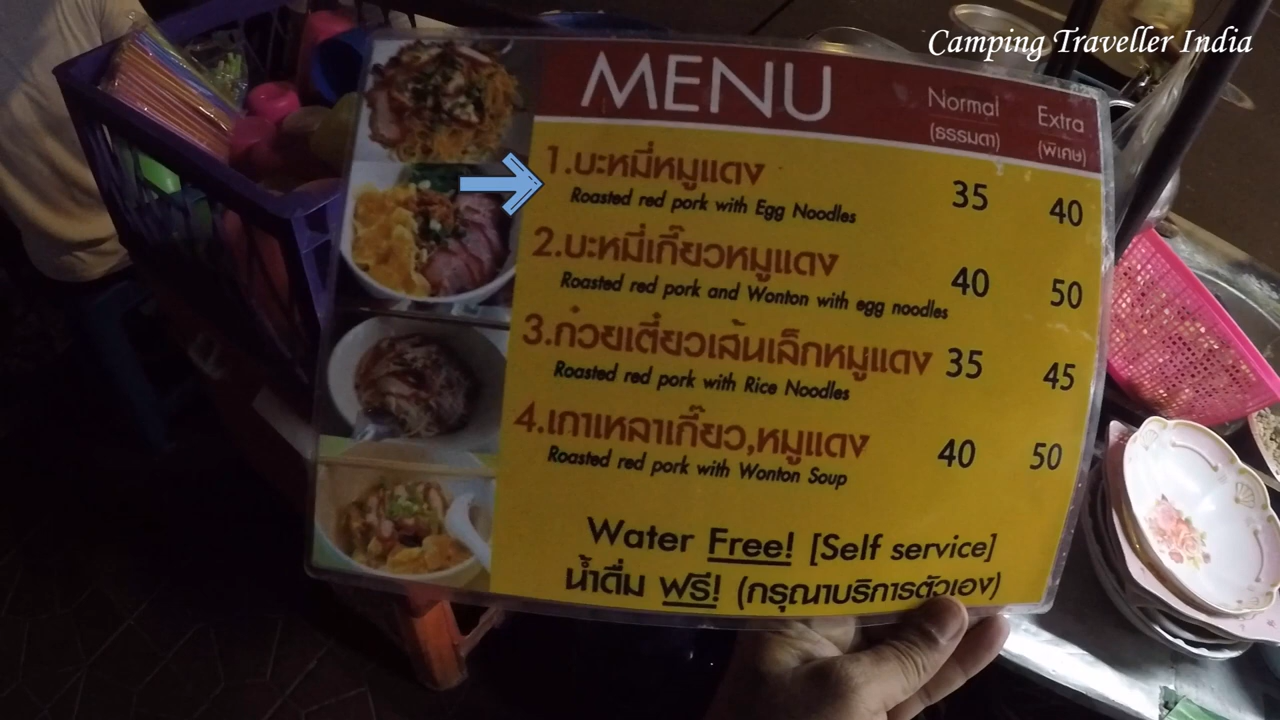 Camping Traveller India
MENU Normal Extra
(ธรรมดา) (พิเศษ)
1.บะหมี่หมูแดง 35 40
Roasted red pork with Egg Noodles
2.บะหมี่เกี๊ยวหมูแดง 40 50
Roasted red pork and Wonton with egg noodles
3.ก๋วยเตี๋ยวเส้นเล็กหมูแดง 35 45
Roasted red pork with Rice Noodles
4.เกาเหลาเกี๊ยว,หมูแดง 40 50
Roasted red pork with Wonton Soup
Water Free! [Self service]
น้ำดื่ม ฟรี! (กรุณาบริการตัวเอง)